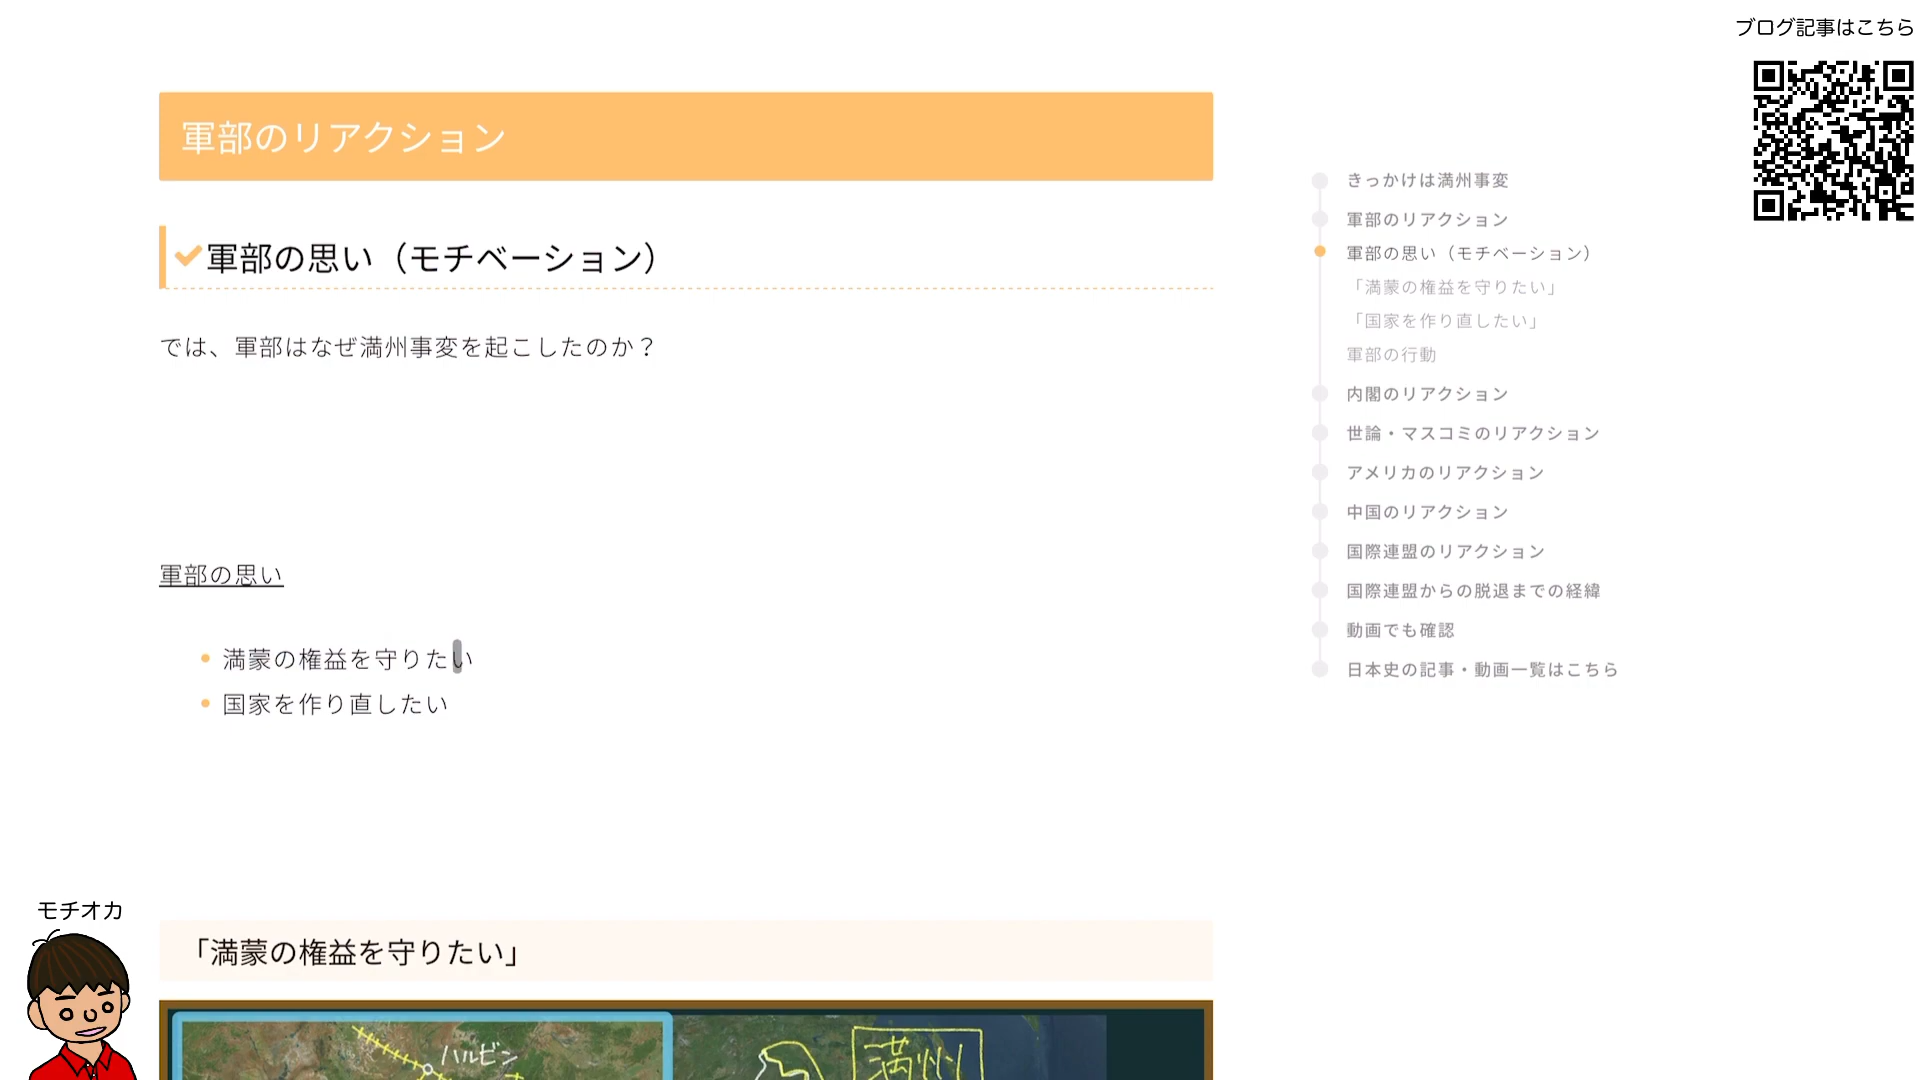 ブログ記事はこちら
軍部のリアクション
軍部の思い（モチベーション）
では、軍部はなぜ満州事変を起こしたのか？
軍部の思い
満蒙の権益を守りたい
国家を作り直したい
「満蒙の権益を守りたい」
ハルビン
満州
モチオカ
きっかけは満州事変
軍部のリアクション
軍部の思い（モチベーション）
「満蒙の権益を守りたい」
「国家を作り直したい」
軍部の行動
内閣のリアクション
世論・マスコミのリアクション
アメリカのリアクション
中国のリアクション
国際連盟のリアクション
国際連盟からの脱退までの経緯
動画でも確認
日本史の記事・動画一覧はこちら